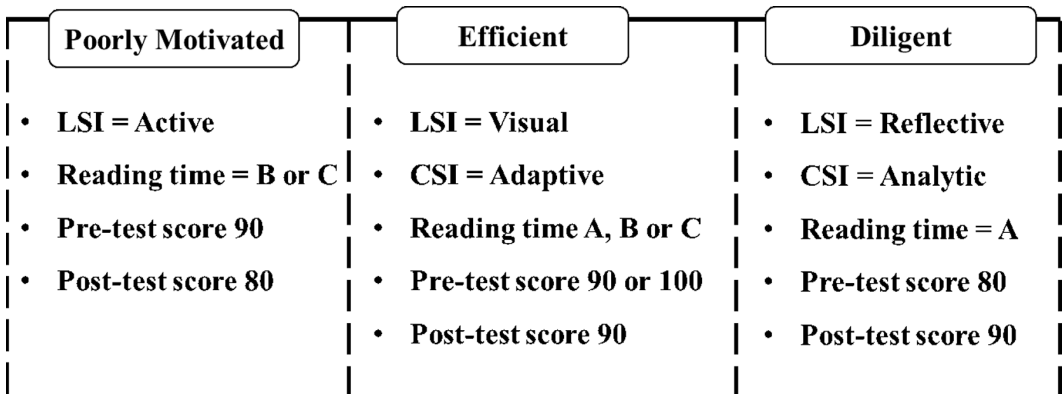 Poorly Motivated
• LSI = Active
• Reading time = B or C
• Pre-test score 90
• Post-test score 80
Efficient
• LSI = Visual
• CSI = Adaptive
• Reading time A, B or C
• Pre-test score 90 or 100
• Post-test score 90
Diligent
• LSI = Reflective
• CSI = Analytic
• Reading time = A
• Pre-test score 80
• Post-test score 90